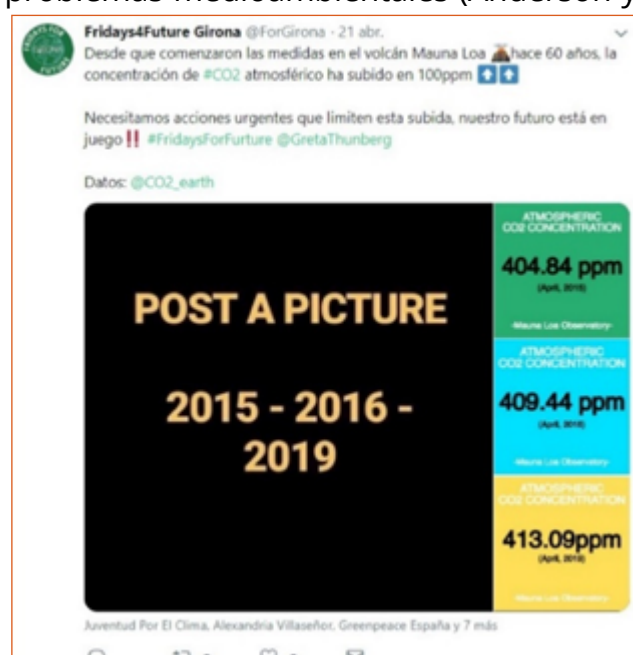 problemas medioambientales (Anderson y
Fridays4Future Girona @ForGirona · 21 abr.
Desde que comenzaron las medidas en el volcán Mauna Loa 🌋hace 60 años, la
concentración de #CO2 atmosférico ha subido en 100ppm ⬆️⬆️
Necesitamos acciones urgentes que limiten esta subida, nuestro futuro está en
juego‼️ #FridaysForFurture @GretaThunberg
Datos: @CO2_earth
POST A PICTURE
2015 - 2016 -
2019
ATMOSPHERIC
CO2 CONCENTRATION
404.84 ppm
-Mauna Loa Observatory-
ATMOSPHERIC
CO2 CONCENTRATION
409.44 ppm
-Mauna Loa Observatory-
ATMOSPHERIC
CO2 CONCENTRATION
413.09ppm
-Mauna Loa Observatory-
Juventud Por El Clima, Alexandria Villaseñor, Greenpeace España y 7 más